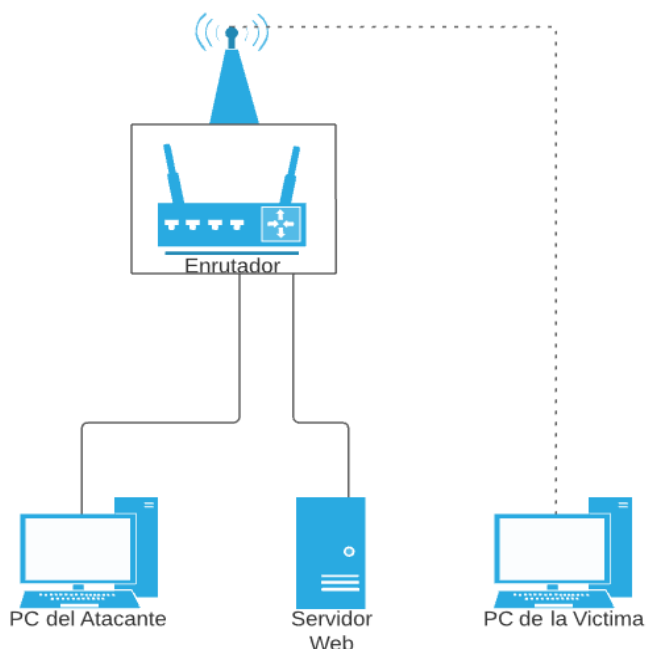 Enrutador
PC del Atacante
Servidor
Web
PC de la Victima